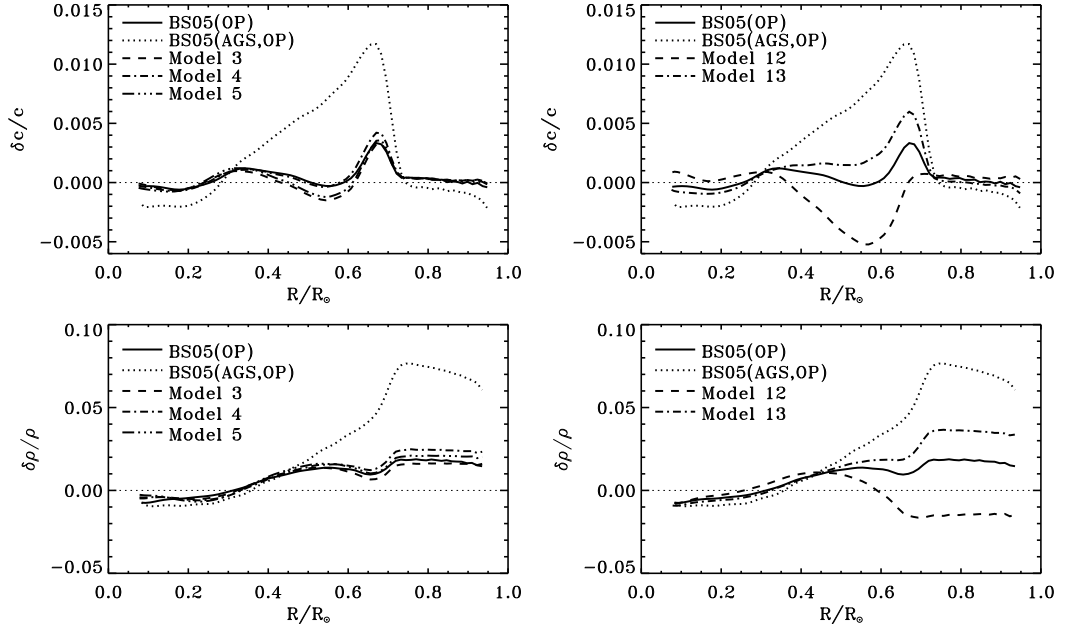 0.015
0.010
0.005
0.000
−0.005
δc/c
BS05(OP)
BS05(AGS,OP)
Model 3
Model 4
Model 5
0.0 0.2 0.4 0.6 0.8 1.0
R/R⊙
0.015
0.010
0.005
0.000
−0.005
δc/c
BS05(OP)
BS05(AGS,OP)
Model 12
Model 13
0.0 0.2 0.4 0.6 0.8 1.0
R/R⊙
0.10
0.05
0.00
−0.05
δρ/ρ
BS05(OP)
BS05(AGS,OP)
Model 3
Model 4
Model 5
0.0 0.2 0.4 0.6 0.8 1.0
R/R⊙
0.10
0.05
0.00
−0.05
δρ/ρ
BS05(OP)
BS05(AGS,OP)
Model 12
Model 13
0.0 0.2 0.4 0.6 0.8 1.0
R/R⊙